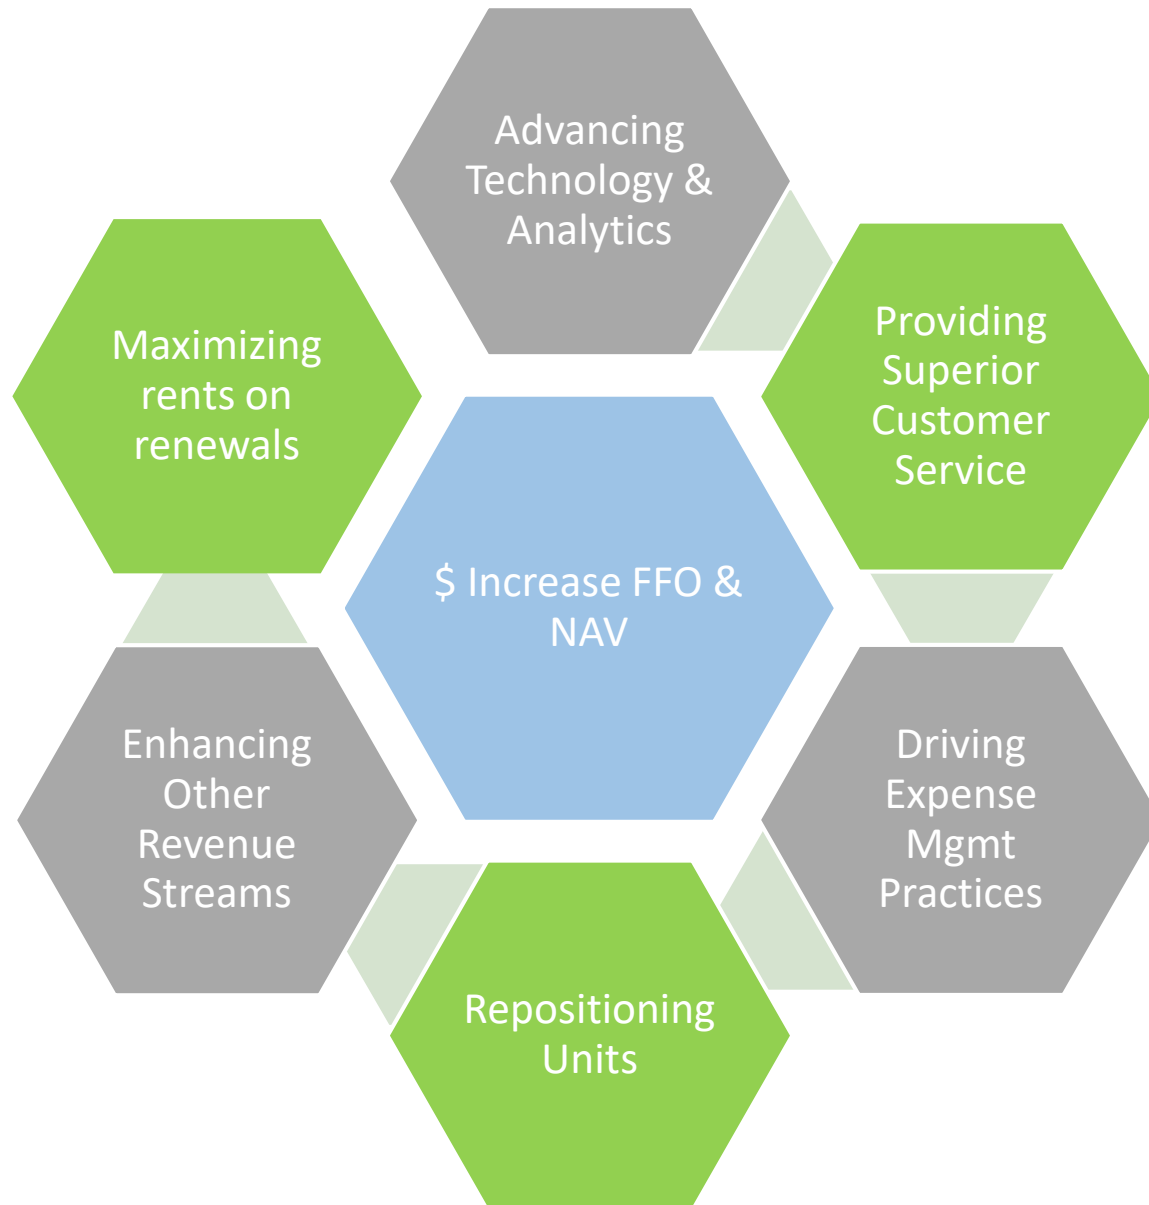 Advancing
Technology &
Analytics
Providing
Superior
Customer
Service
Maximizing
rents on
renewals
$ Increase FFO &
NAV
Driving
Expense
Mgmt
Practices
Enhancing
Other
Revenue
Streams
Repositioning
Units